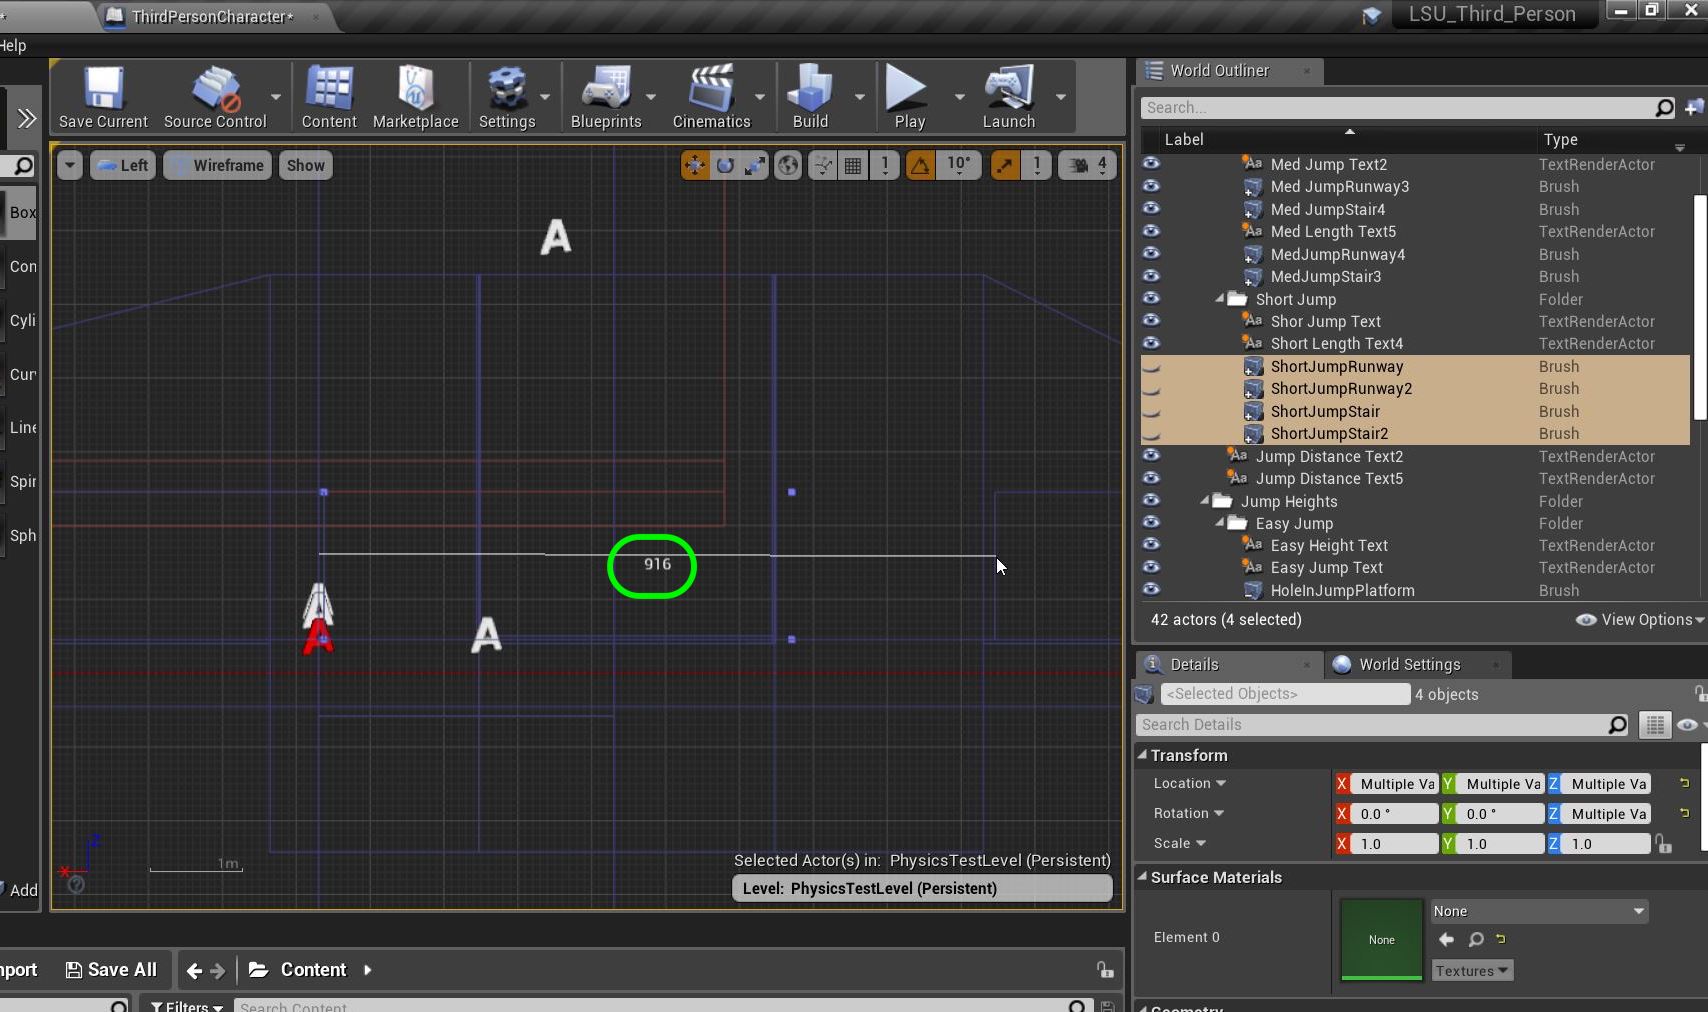 ThirdPersonCharacter*
LSU_Third_Person
Help
Save Current
Source Control
Content
Marketplace
Settings
Blueprints
Cinematics
Build
Play
Launch
Left
Wireframe
Show
1
10°
1
4
Box
Con
Cyli
Cur
Line
Spir
Sph
Add
A
A
A
A
916
X
Z
1m
Selected Actor(s) in: PhysicsTestLevel (Persistent)
Level: PhysicsTestLevel (Persistent)
World Outliner
Search...
Label Type
Med Jump Text2 TextRenderActor
Med JumpRunway3 Brush
Med JumpStair4 Brush
Med Length Text5 TextRenderActor
MedJumpRunway4 Brush
MedJumpStair3 Brush
Short Jump Folder
Shor Jump Text TextRenderActor
Short Length Text4 TextRenderActor
ShortJumpRunway Brush
ShortJumpRunway2 Brush
ShortJumpStair Brush
ShortJumpStair2 Brush
Jump Distance Text2 TextRenderActor
Jump Distance Text5 TextRenderActor
Jump Heights Folder
Easy Jump Folder
Easy Height Text TextRenderActor
Easy Jump Text TextRenderActor
HoleInJumpPlatform Brush
42 actors (4 selected) View Options
Details
World Settings
<Selected Objects> 4 objects
Search Details
Transform
Location X Multiple Va Y Multiple Va Z Multiple Va
Rotation X 0.0 ° Y 0.0 ° Z Multiple Va
Scale X 1.0 Y 1.0 Z 1.0
Surface Materials
Element 0
None
None
Textures
Geometry
mport
Save All
Content
Filters
Search Content